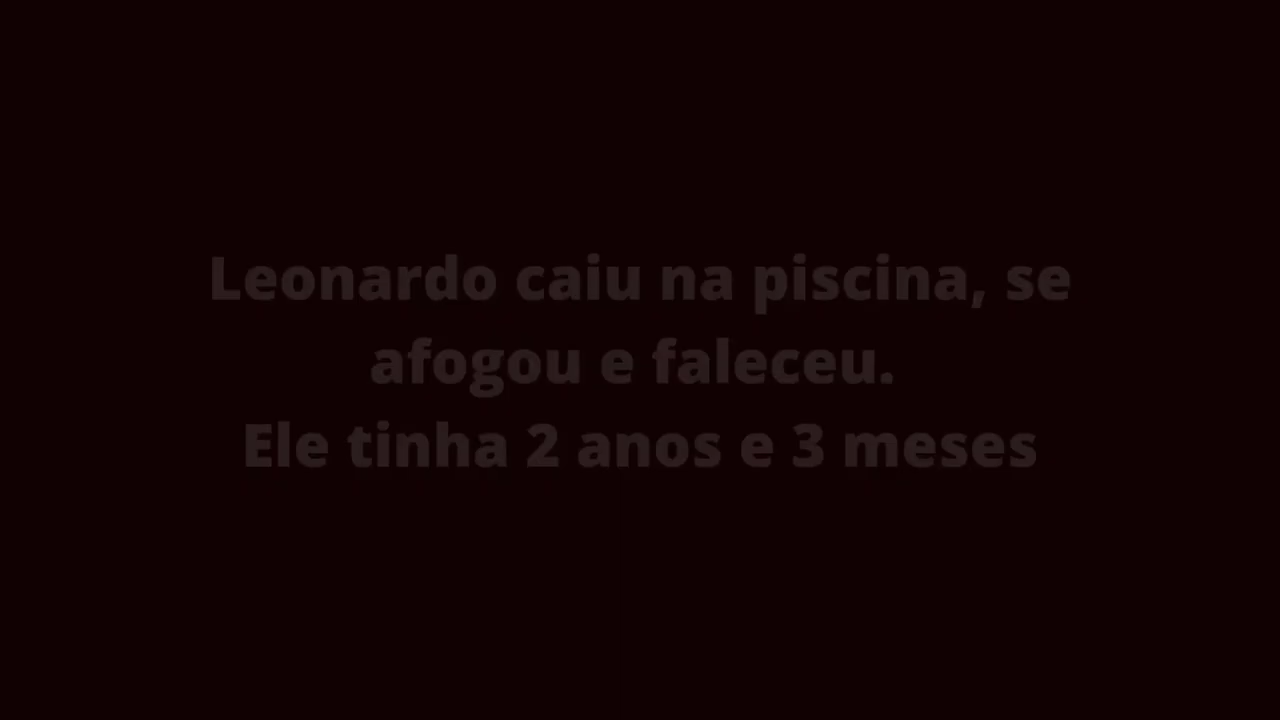 Leonardo caiu na piscina, se
afogou e faleceu.
Ele tinha 2 anos e 3 meses